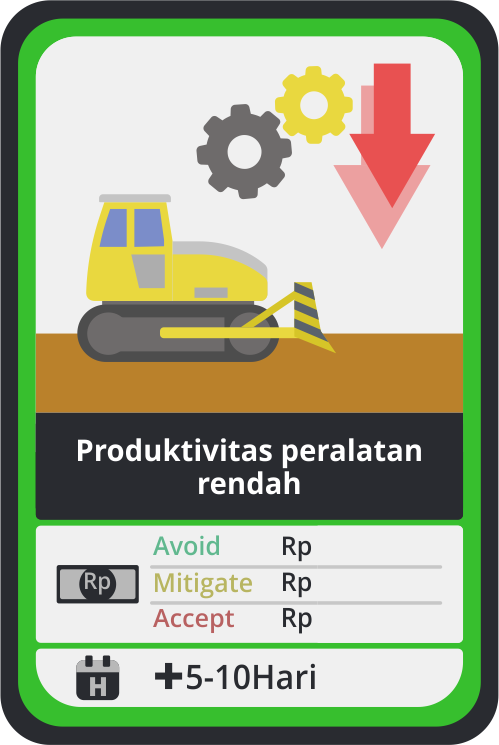 Produktivitas peralatan
rendah
Avoid Rp
Rp Mitigate Rp
Accept Rp
H +5-10Hari